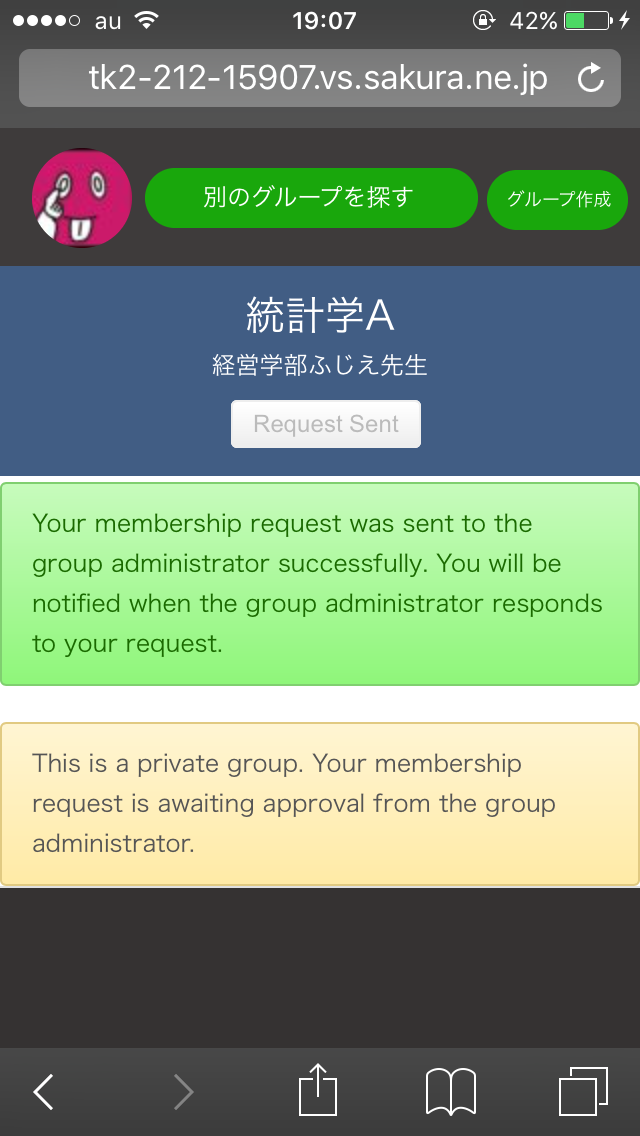 au 19:07 42%
tk2-212-15907.vs.sakura.ne.jp
別のグループを探す
グループ作成
統計学A
経営学部ふじえ先生
Request Sent
Your membership request was sent to the
group administrator successfully. You will be
notified when the group administrator responds
to your request.
This is a private group. Your membership
request is awaiting approval from the group
administrator.